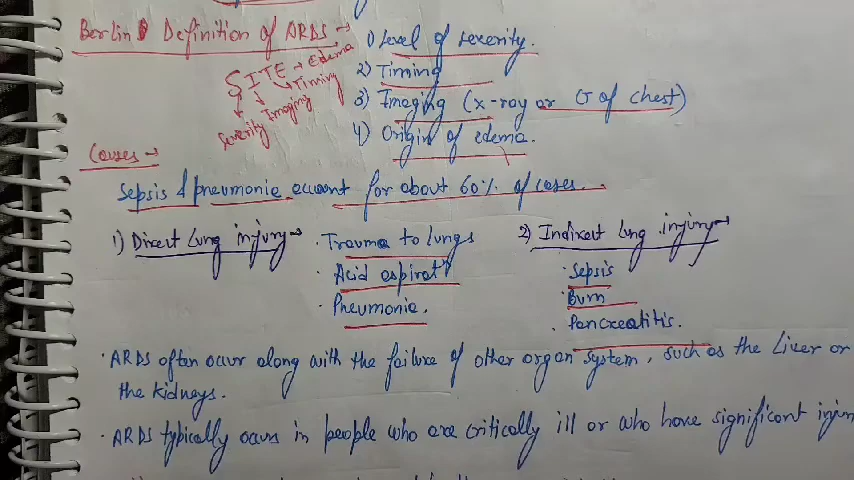 Berlin Definition of ARDS →
1) Level of severity.
2) Timing
3) Imaging (x-ray or CT of chest)
4) Origin of edema.
SITE → Edema
Timing
Imaging
Severity
Causes →
Sepsis & pneumonia account for about 60% of cases.
1) Direct Lung injury →
· Trauma to lungs
· Acid aspiratn
· Pneumonia.
2) Indirect Lung injury →
· Sepsis
· Burn
· Pancreatitis.
· ARDS often occur along with the failure of other organ system, such as the Liver or
the kidneys.
· ARDS typically occurs in people who are critically ill or who have significant injur